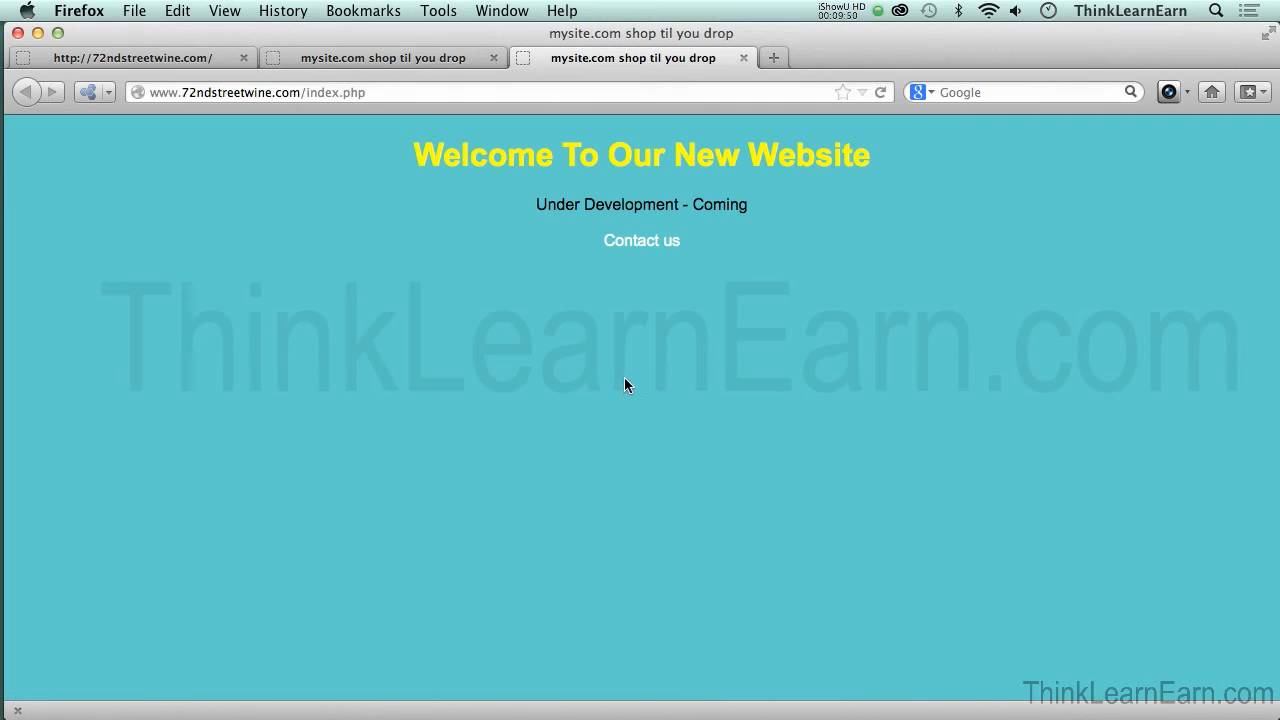 Firefox File Edit View History Bookmarks Tools Window Help iShowU HD 00:09:50 ThinkLearnEarn
mysite.com shop til you drop
http://72ndstreetwine.com/ mysite.com shop til you drop mysite.com shop til you drop
www.72ndstreetwine.com/index.php Google
Welcome To Our New Website
Under Development - Coming
Contact us
ThinkLearnEarn.com
ThinkLearnEarn.com